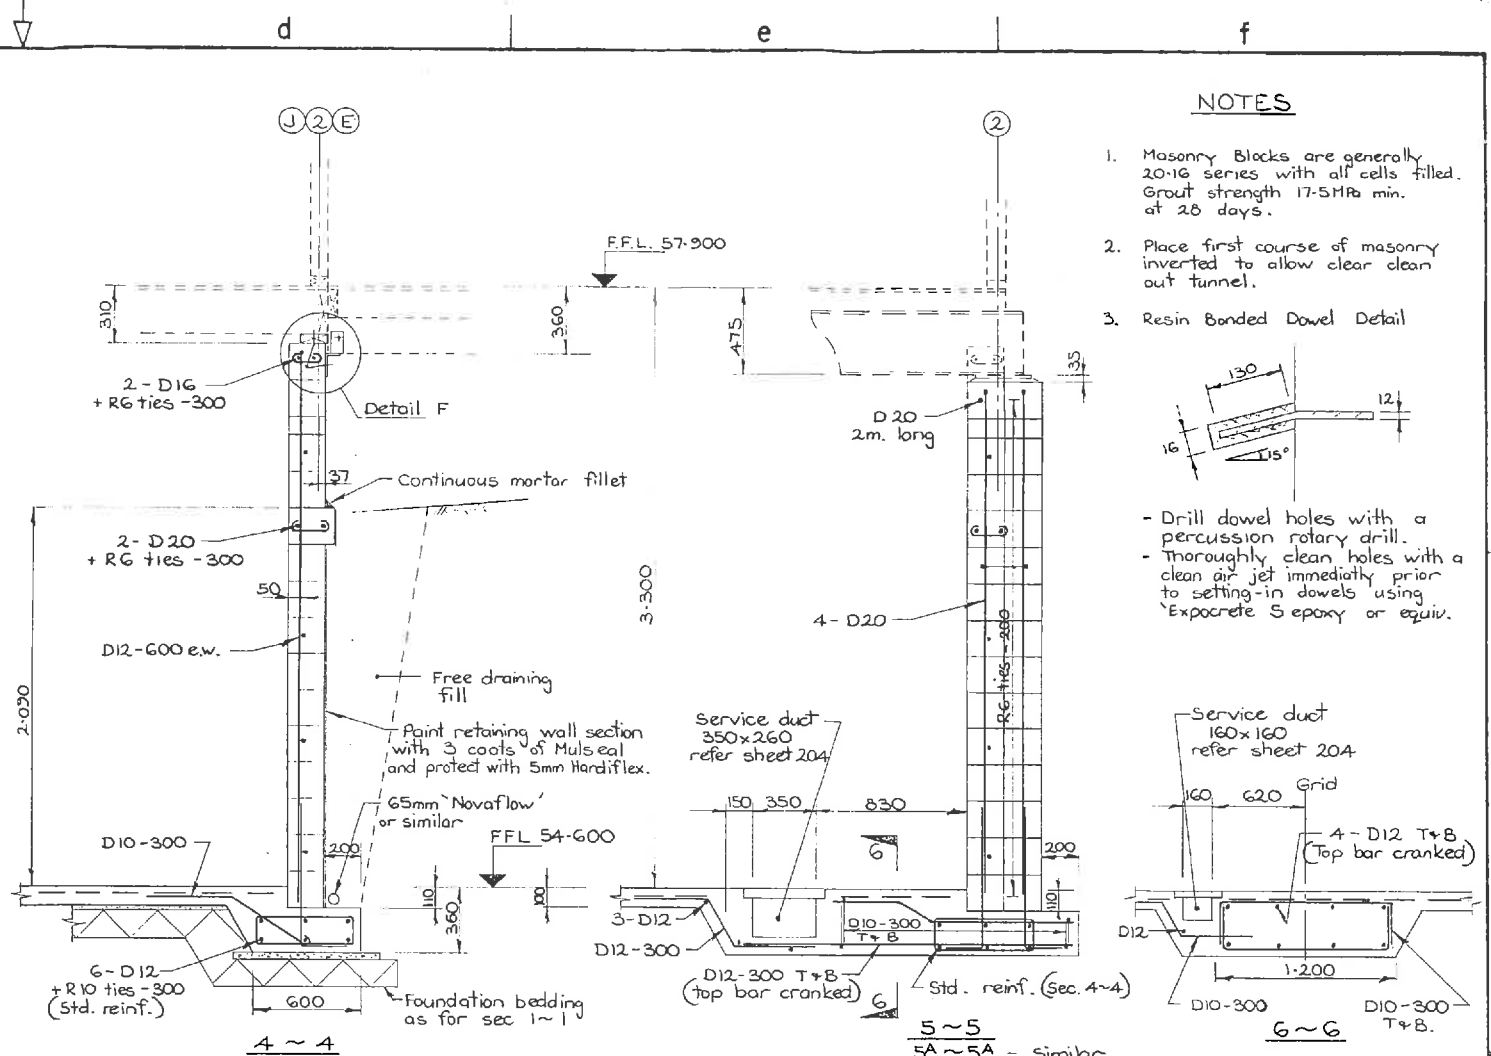 d
e
f
J 2 E
2
NOTES
1. Masonry Blocks are generally
20·16 series with all cells filled.
Grout strength 17·5MPa min.
at 28 days.
2. Place first course of masonry
inverted to allow clear clean
out tunnel.
3. Resin Bonded Dowel Detail
130
12
16
15°
- Drill dowel holes with a
percussion rotary drill.
- Thoroughly clean holes with a
clean air jet immediatly prior
to setting-in dowels using
'Expocrete S epoxy or equiv.
F.F.L. 57·900
310
360
475
35
2-D16
+ R6 ties -300
Detail F
D20
2m. long
37
Continuous mortar fillet
2-D20
+ R6 ties -300
50
3·300
4-D20
R6 ties -200
D12-600 e.w.
Free draining
fill
2·090
Paint retaining wall section
with 3 coats of Mulseal
and protect with 5mm Hardiflex.
Service duct
350x260
refer sheet 204
Service duct
160x160
refer sheet 204
65mm 'Novaflow'
or similar
150 350 830
160 620 Grid
D10-300
200
FFL 54·600
6
200
4-D12 T&B
(Top bar cranked)
110
360
100
110
3-D12
D12-300
D10-300
T&B
D12
6-D12
+R10 ties -300
(Std. reinf.)
600
Foundation bedding
as for sec 1~1
D12-300 T&B
(top bar cranked)
6
Std. reinf. (Sec. 4~4)
1·200
D10-300
D10-300
T&B.
4 ~ 4
5~5
5A~5A - similar
6~6